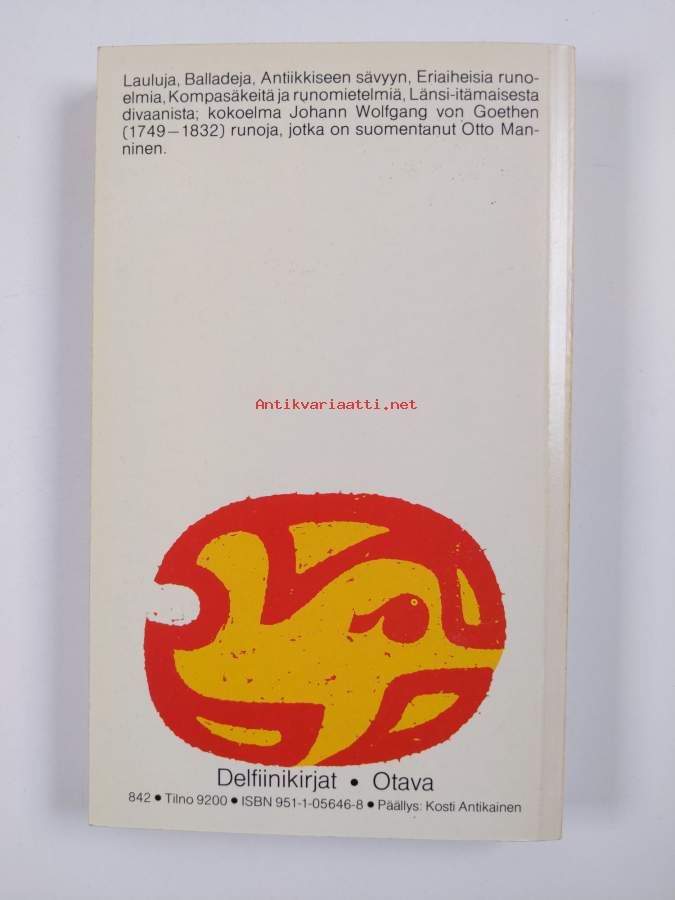 Lauluja, Balladeja, Antiikkiseen sävyyn, Eriaiheisia runo-
elmia, Kompasäkeitä ja runomietelmiä, Länsi-itämaisesta
divaanista; kokoelma Johann Wolfgang von Goethen
(1749–1832) runoja, jotka on suomentanut Otto Man-
ninen.
Antikvariaatti.net
Delfiinikirjat • Otava
842 • Tilno 9200 • ISBN 951-1-05646-8 • Päällys: Kosti Antikainen